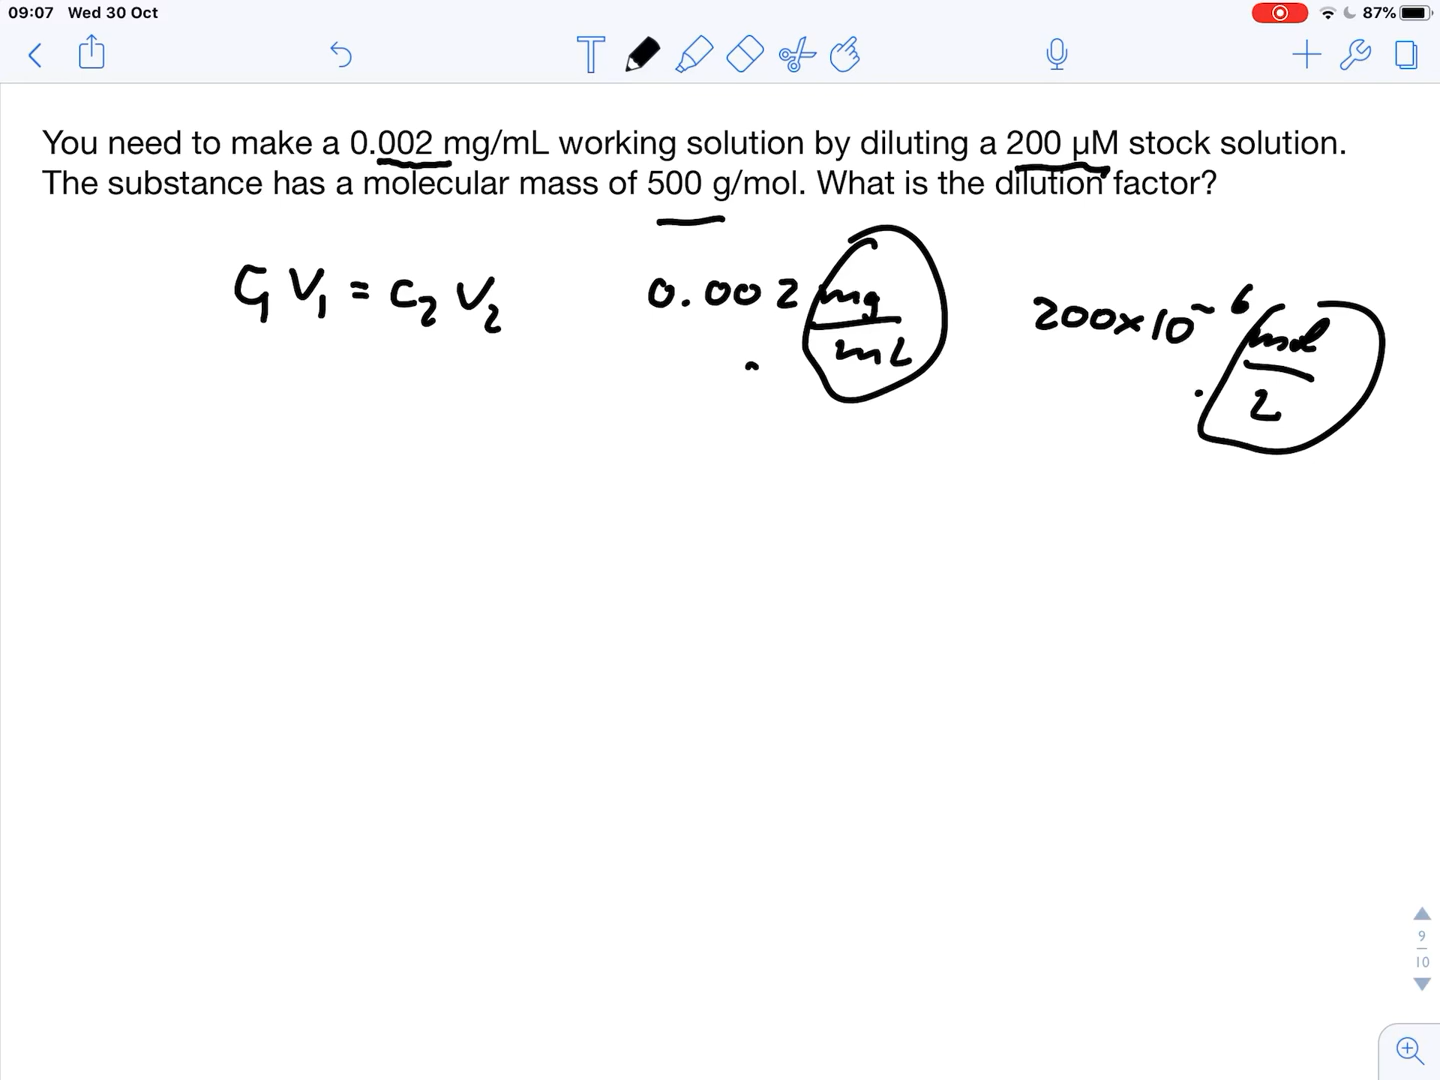 09:07 Wed 30 Oct
87%
T
You need to make a 0.002 mg/mL working solution by diluting a 200 µM stock solution.
The substance has a molecular mass of 500 g/mol. What is the dilution factor?
C₁ V₁ = C₂ V₂
0.002 mg/mL
200×10⁻⁶ mol/L
9
10